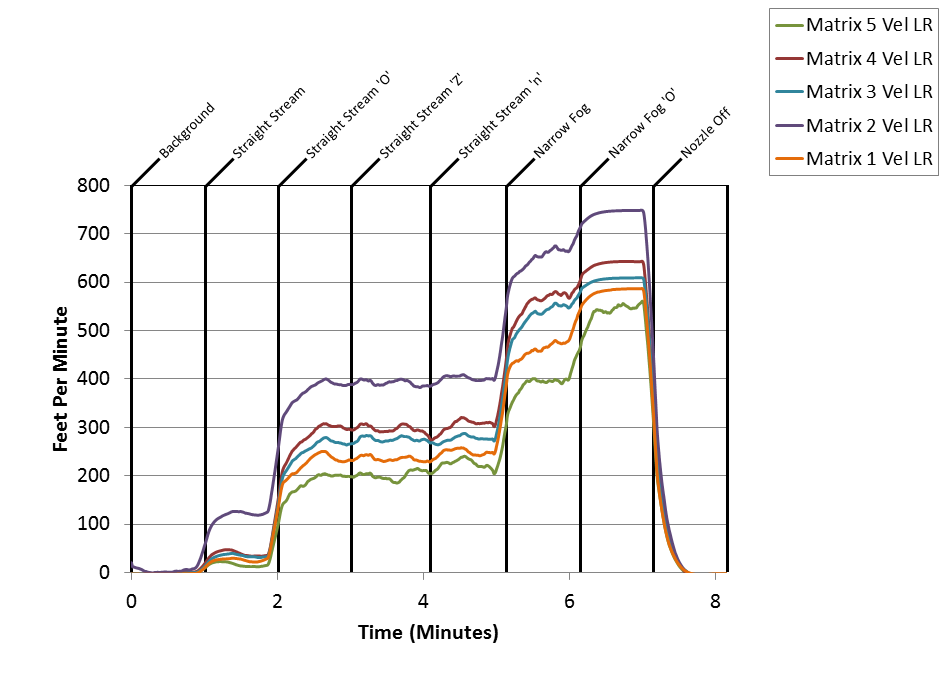 Matrix 5 Vel LR
Matrix 4 Vel LR
Matrix 3 Vel LR
Matrix 2 Vel LR
Matrix 1 Vel LR
Background
Straight Stream
Straight Stream 'O'
Straight Stream 'Z'
Straight Stream 'n'
Narrow Fog
Narrow Fog 'O'
Nozzle Off
800
700
600
500
400
300
200
100
0
Feet Per Minute
0 2 4 6 8
Time (Minutes)